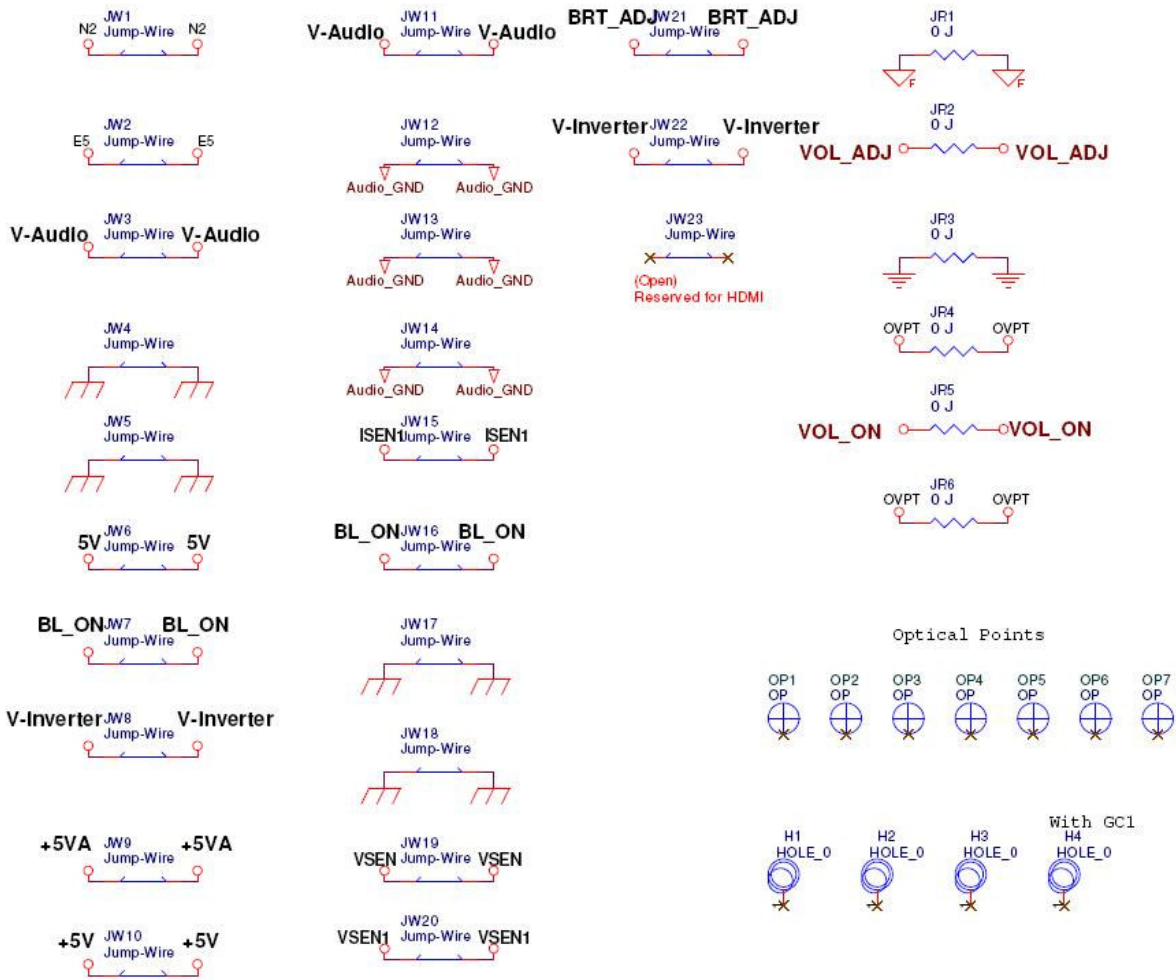 JW1
N2 Jump-Wire N2
JW2
E5 Jump-Wire E5
JW3
V-Audio Jump-Wire V-Audio
JW4
Jump-Wire
JW5
Jump-Wire
JW6
5V Jump-Wire 5V
BL_ON JW7 BL_ON
Jump-Wire
V-Inverter JW8 V-Inverter
Jump-Wire
+5VA JW9 +5VA
Jump-Wire
+5V JW10 +5V
Jump-Wire
JW11
V-Audio Jump-Wire V-Audio
JW12
Jump-Wire
Audio_GND Audio_GND
JW13
Jump-Wire
Audio_GND Audio_GND
JW14
Jump-Wire
Audio_GND Audio_GND
JW15
ISEN1 Jump-Wire ISEN1
BL_ON JW16 BL_ON
Jump-Wire
JW17
Jump-Wire
JW18
Jump-Wire
JW19
VSEN Jump-Wire VSEN
JW20
VSEN1 Jump-Wire VSEN1
BRT_ADJ JW21 BRT_ADJ
Jump-Wire
V-Inverter JW22 V-Inverter
Jump-Wire
JW23
Jump-Wire
(Open)
Reserved for HDMI
JR1
0 J
F F
JR2
0 J
VOL_ADJ VOL_ADJ
JR3
0 J
JR4
OVPT 0 J OVPT
JR5
0 J
VOL_ON VOL_ON
JR6
OVPT 0 J OVPT
Optical Points
OP1 OP2 OP3 OP4 OP5 OP6 OP7
OP OP OP OP OP OP OP
With GC1
H1 H2 H3 H4
HOLE_0 HOLE_0 HOLE_0 HOLE_0
1 1 1 1